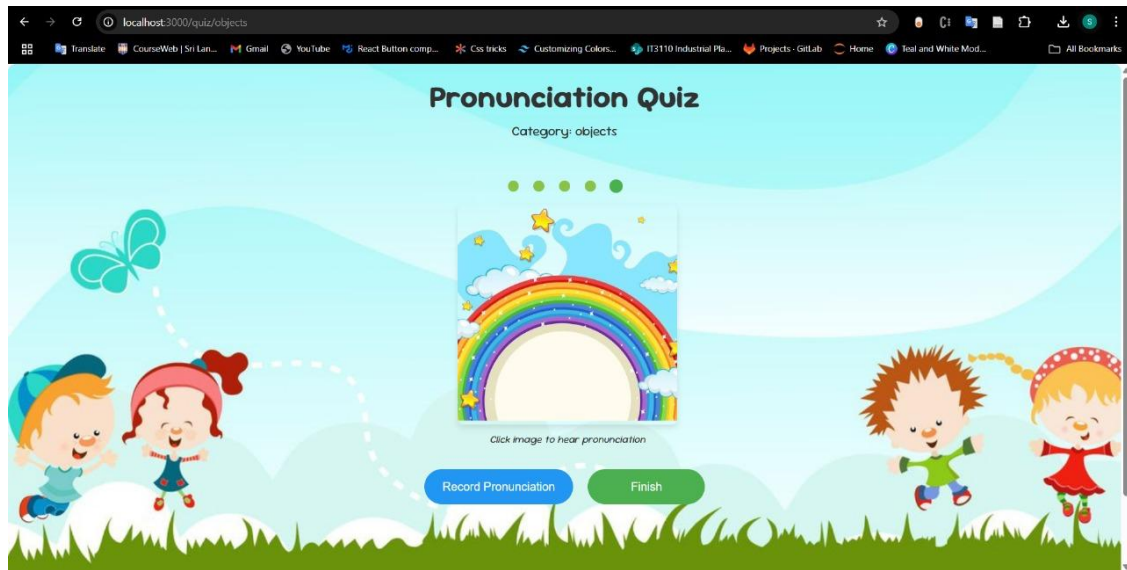 localhost:3000/quiz/objects
S
Translate CourseWeb | Sri Lan... Gmail YouTube React Button comp... Css tricks Customizing Colors... IT3110 Industrial Pla... Projects · GitLab Home Teal and White Mod... All Bookmarks
Pronunciation Quiz
Category: objects
Click image to hear pronunciation
Record Pronunciation Finish